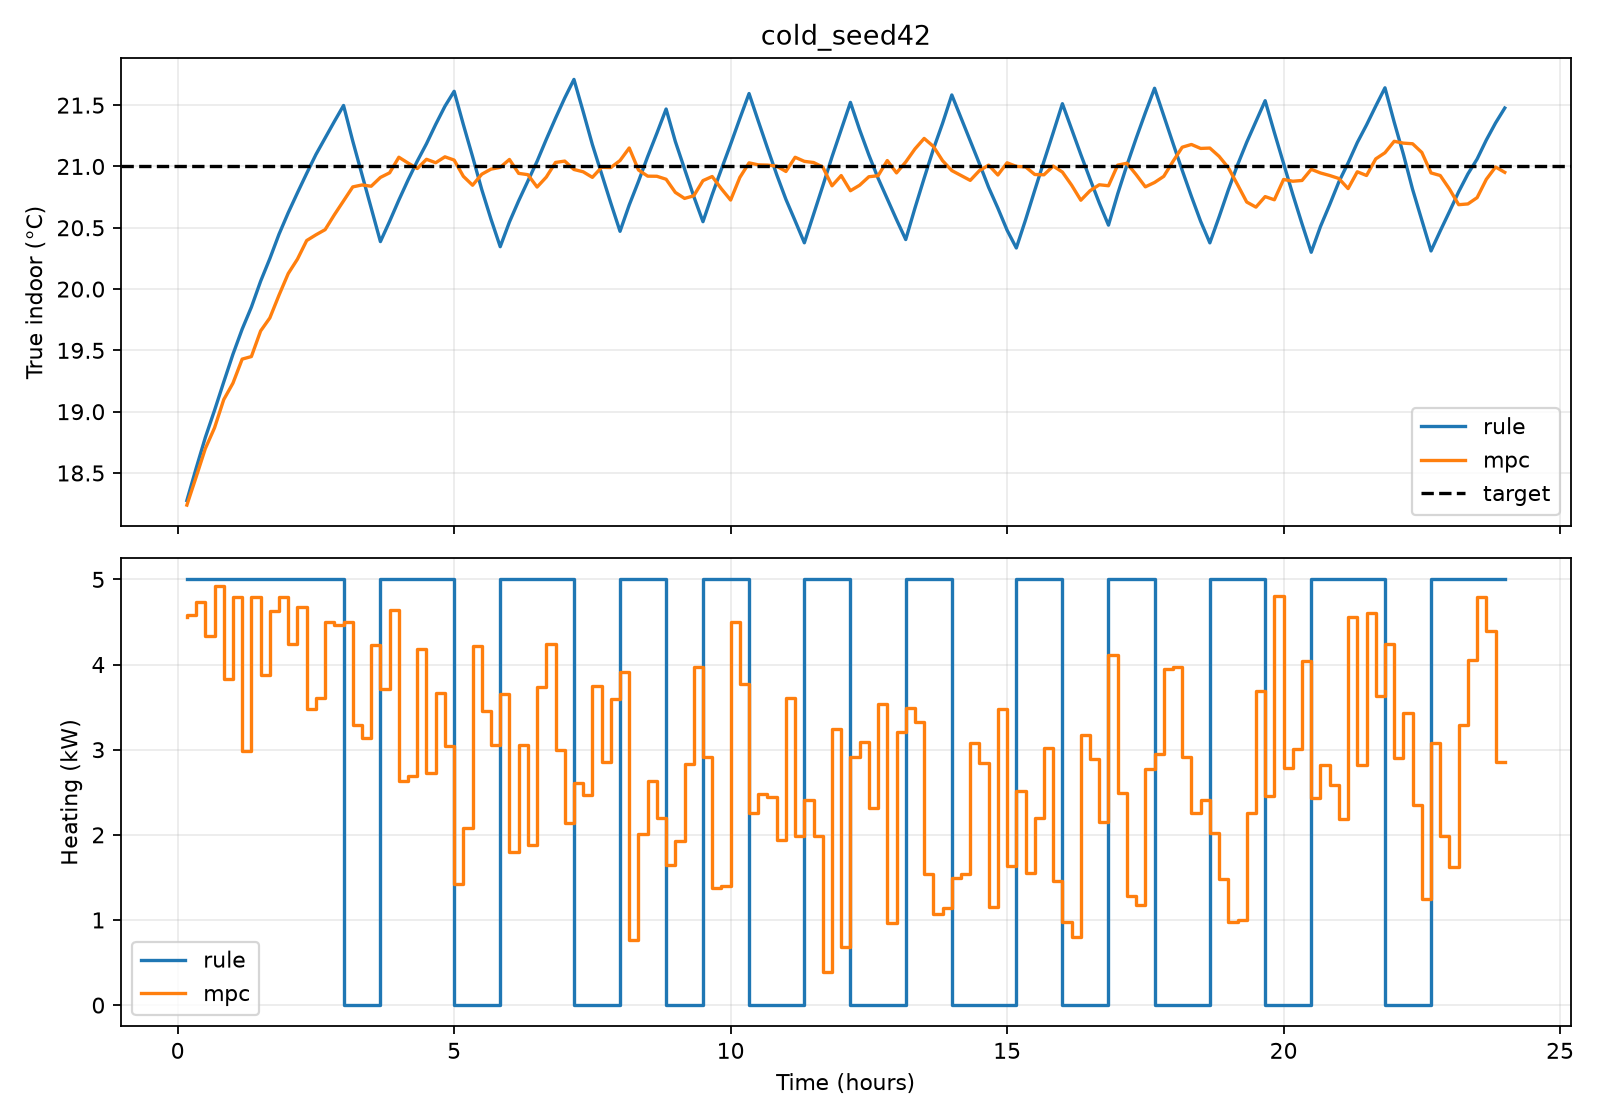 cold_seed42
True indoor (°C)
21.5
21.0
20.5
20.0
19.5
19.0
18.5
rule
mpc
target
Heating (kW)
5
4
3
2
1
0
rule
mpc
0 5 10 15 20 25
Time (hours)